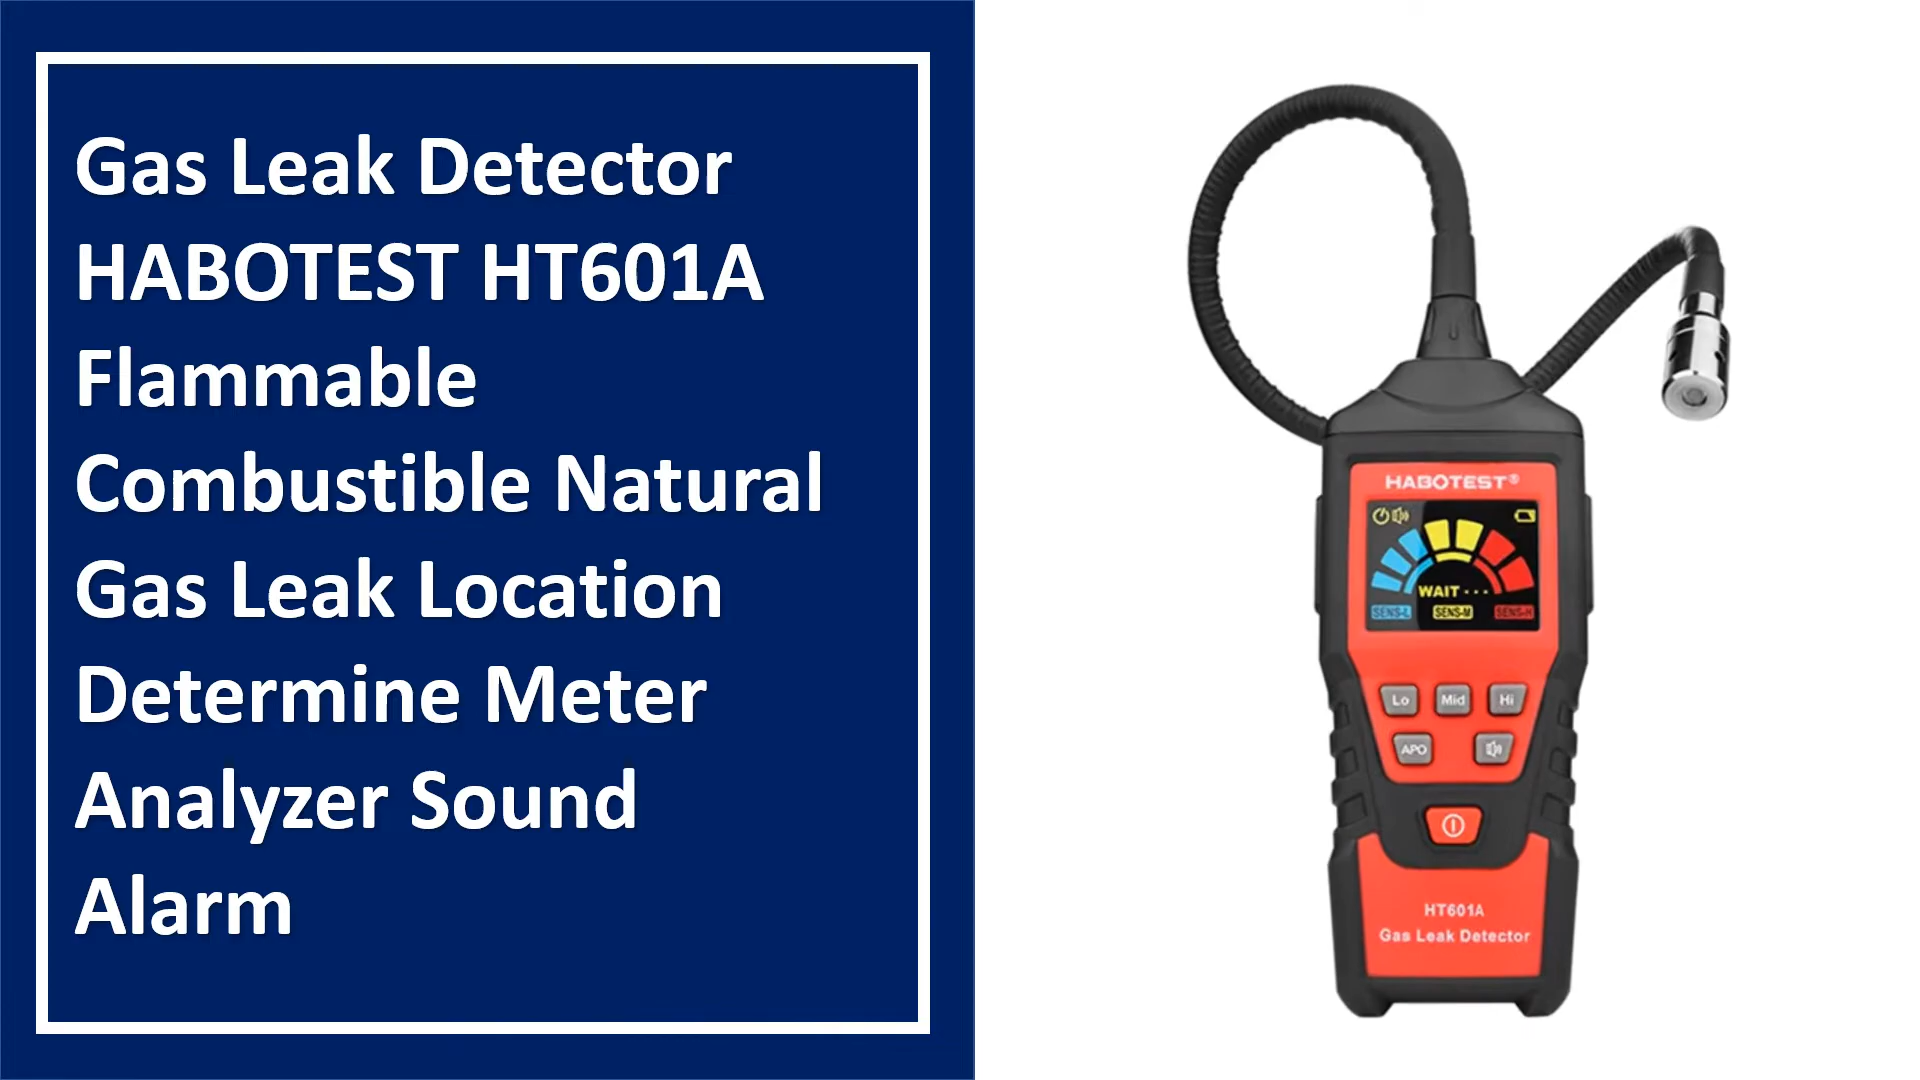 Gas Leak Detector
HABOTEST HT601A
Flammable
Combustible Natural
Gas Leak Location
Determine Meter
Analyzer Sound
Alarm
HABOTEST®
WAIT···
SENS-L SENS-M SENS-H
Lo Mid Hi
APO
HT601A
Gas Leak Detector